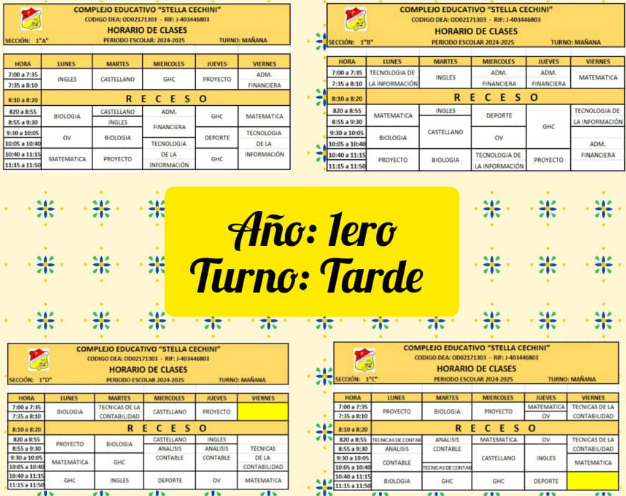 COMPLEJO EDUCATIVO "STELLA CECHINI"
CODIGO DEA: OD02171303 - RIF: J-403446803
HORARIO DE CLASES
SECCIÓN: 1"A" PERIODO ESCOLAR 2024-2025 TURNO: MAÑANA
HORA LUNES MARTES MIERCOLES JUEVES VIERNES
7:00 a 7:35 INGLES CASTELLANO GHC PROYECTO ADM.
7:35 a 8:10 FINANCIERA
8:10 a 8:20 R E C E S O
820 a 8:55 BIOLOGIA CASTELLANO ADM. GHC MATEMATICA
8:55 a 9:30 INGLES FINANCIERA
9:30 a 10:05 OV BIOLOGIA DEPORTE TECNOLOGIA
10:05 a 10:40 TECNOLOGIA DE LA
10:40 a 11:15 MATEMATICA PROYECTO DE LA GHC INFORMACIÓN
11:15 a 11:50 INFORMACIÓN
COMPLEJO EDUCATIVO "STELLA CECHINI"
CODIGO DEA: OD02171303 - RIF: J-403446803
HORARIO DE CLASES
SECCIÓN: 1"B" PERIODO ESCOLAR 2024-2025 TURNO: MAÑANA
HORA LUNES MARTES MIERCOLES JUEVES VIERNES
7:00 a 7:35 TECNOLOGIA DE INGLES ADM. ADM. MATEMATICA
7:35 a 8:10 LA INFORMACIÓN FINANCIERA FINANCIERA
8:10 a 8:20 R E C E S O
820 a 8:55 MATEMATICA INGLES DEPORTE GHC TECNOLOGIA DE
8:55 a 9:30 CASTELLANO LA INFORMACIÓN
9:30 a 10:05 BIOLOGIA OV
10:05 a 10:40 ADM.
10:40 a 11:15 PROYECTO BIOLOGIA TECNOLOGIA DE PROYECTO FINANCIERA
11:15 a 11:50 LA INFORMACIÓN
Año: 1ero
Turno: Tarde
COMPLEJO EDUCATIVO "STELLA CECHINI"
CODIGO DEA: OD02171303 - RIF: J-403446803
HORARIO DE CLASES
SECCIÓN: 1"D" PERIODO ESCOLAR 2024-2025 TURNO: MAÑANA
HORA LUNES MARTES MIERCOLES JUEVES VIERNES
7:00 a 7:35 BIOLOGIA TECNICAS DE LA CASTELLANO PROYECTO
7:35 a 8:10 CONTABILIDAD
8:10 a 8:20 R E C E S O
820 a 8:55 PROYECTO BIOLOGIA CASTELLANO INGLES
8:55 a 9:30 ANALISIS ANALISIS TECNICAS
9:30 a 10:05 MATEMATICA GHC CONTABLE CONTABLE DE LA
10:05 a 10:40 CONTABILIDAD
10:40 a 11:15 GHC INGLES DEPORTE OV MATEMATICA
11:15 a 11:50
COMPLEJO EDUCATIVO "STELLA CECHINI"
CODIGO DEA: OD02171303 - RIF: J-403446803
HORARIO DE CLASES
SECCIÓN: 1"C" PERIODO ESCOLAR 2024-2025 TURNO: MAÑANA
HORA LUNES MARTES MIERCOLES JUEVES VIERNES
7:00 a 7:35 PROYECTO BIOLOGIA PROYECTO MATEMATICA TECNICAS DE LA
7:35 a 8:10 OV CONTABILIDAD
8:10 a 8:20 R E C E S O
820 a 8:55 TECNICAS DE CONTAB ANALISIS MATEMATICA OV TECNICAS DE LA
8:55 a 9:30 ANALISIS CONTABLE CASTELLANO INGLES CONTABILIDAD
9:30 a 10:05 CONTABLE MATEMATICA
10:05 a 10:40 TECNICAS DE CONTAB
10:40 a 11:15 BIOLOGIA GHC GHC DEPORTE
11:15 a 11:50